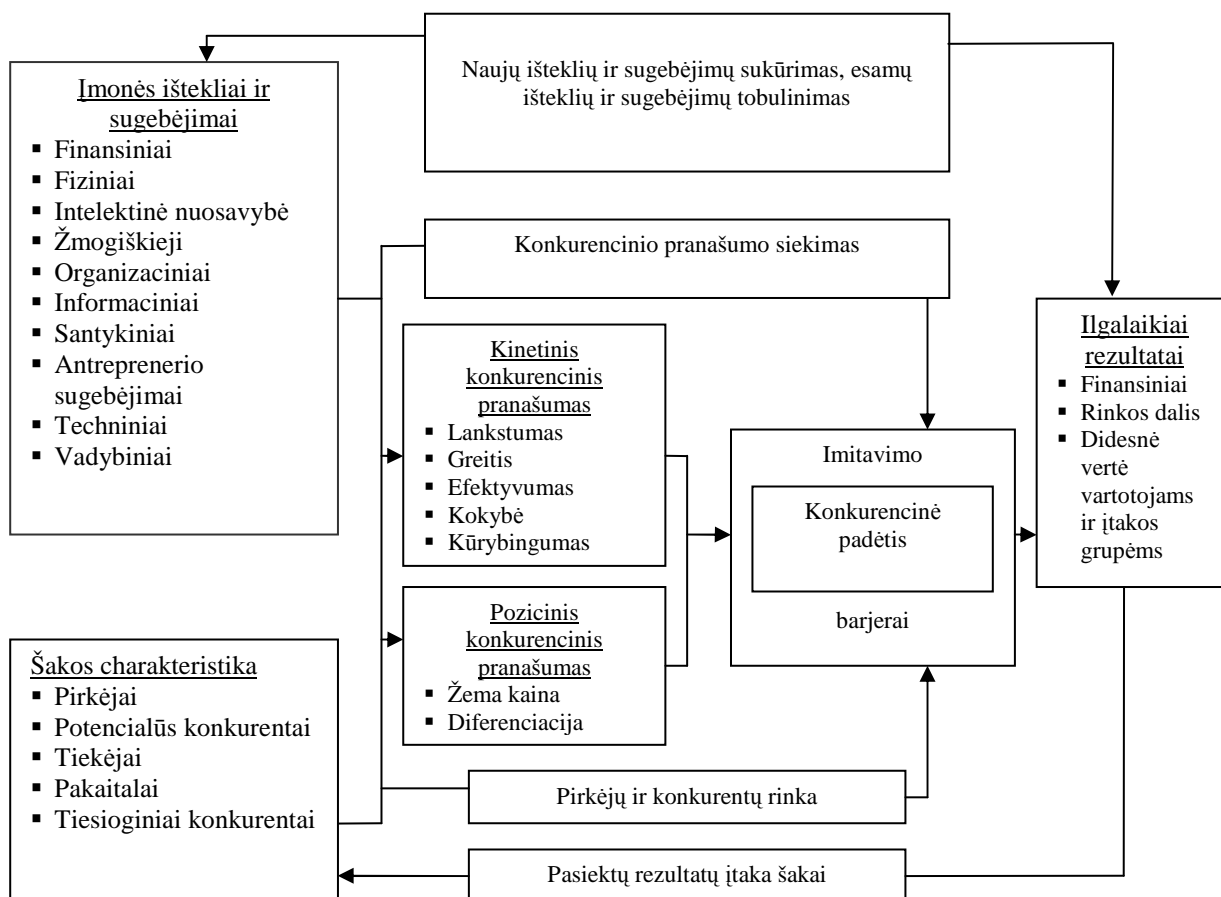 Naujų išteklių ir sugebėjimų sukūrimas, esamų
išteklių ir sugebėjimų tobulinimas
Įmonės ištekliai ir
sugebėjimai
▪ Finansiniai
▪ Fiziniai
▪ Intelektinė nuosavybė
▪ Žmogiškieji
▪ Organizaciniai
▪ Informaciniai
▪ Santykiniai
▪ Antreprenerio
sugebėjimai
▪ Techniniai
▪ Vadybiniai
Konkurencinio pranašumo siekimas
Kinetinis
konkurencinis
pranašumas
▪ Lankstumas
▪ Greitis
▪ Efektyvumas
▪ Kokybė
▪ Kūrybingumas
Imitavimo
Konkurencinė
padėtis
barjerai
Ilgalaikiai
rezultatai
▪ Finansiniai
▪ Rinkos dalis
▪ Didesnė
vertė
vartotojams
ir įtakos
grupėms
Pozicinis
konkurencinis
pranašumas
▪ Žema kaina
▪ Diferenciacija
Šakos charakteristika
▪ Pirkėjai
▪ Potencialūs konkurentai
▪ Tiekėjai
▪ Pakaitalai
▪ Tiesioginiai konkurentai
Pirkėjų ir konkurentų rinka
Pasiektų rezultatų įtaka šakai